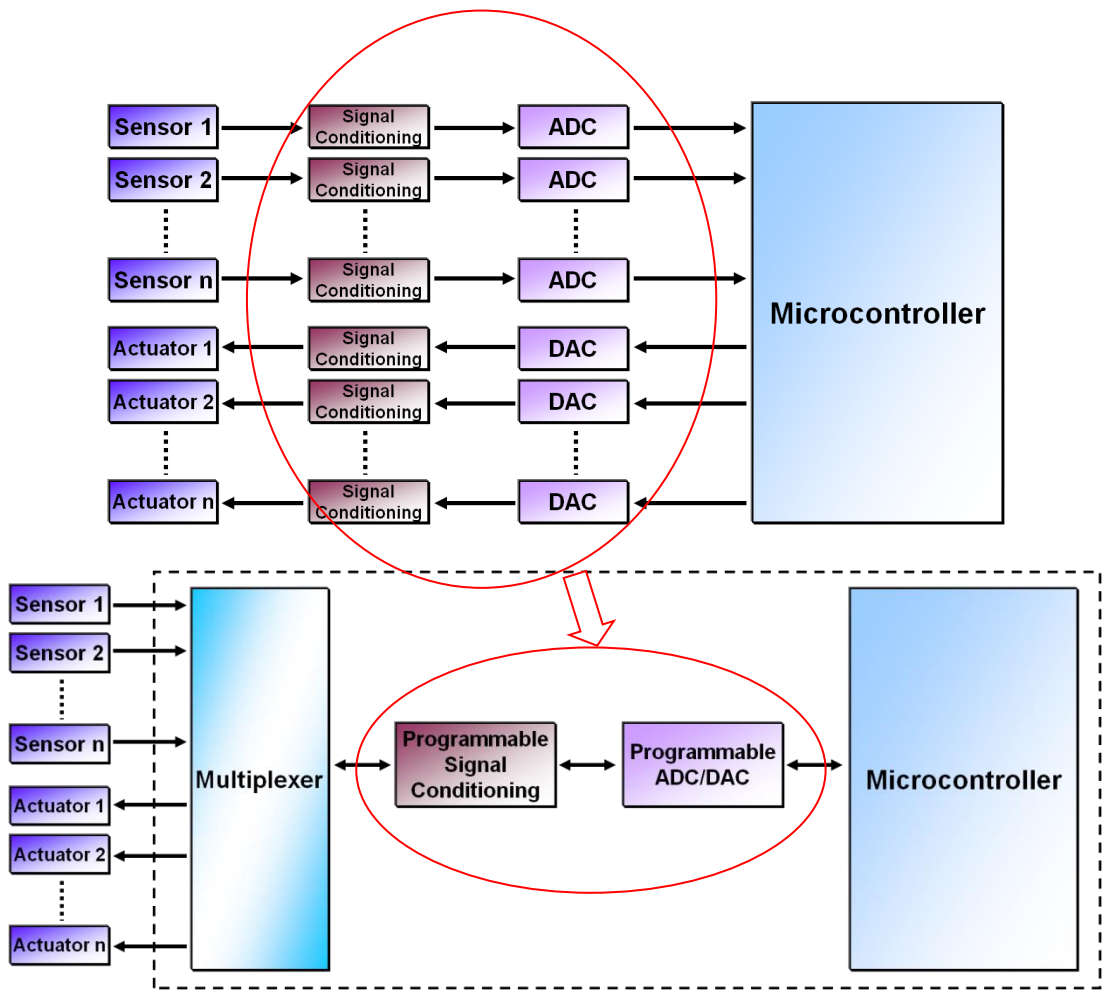 Sensor 1
Signal
Conditioning
ADC
Sensor 2
Signal
Conditioning
ADC
Sensor n
Signal
Conditioning
ADC
Microcontroller
Actuator 1
Signal
Conditioning
DAC
Actuator 2
Signal
Conditioning
DAC
Actuator n
Signal
Conditioning
DAC
Sensor 1
Sensor 2
Sensor n
Actuator 1
Actuator 2
Actuator n
Multiplexer
Programmable
Signal
Conditioning
Programmable
ADC/DAC
Microcontroller